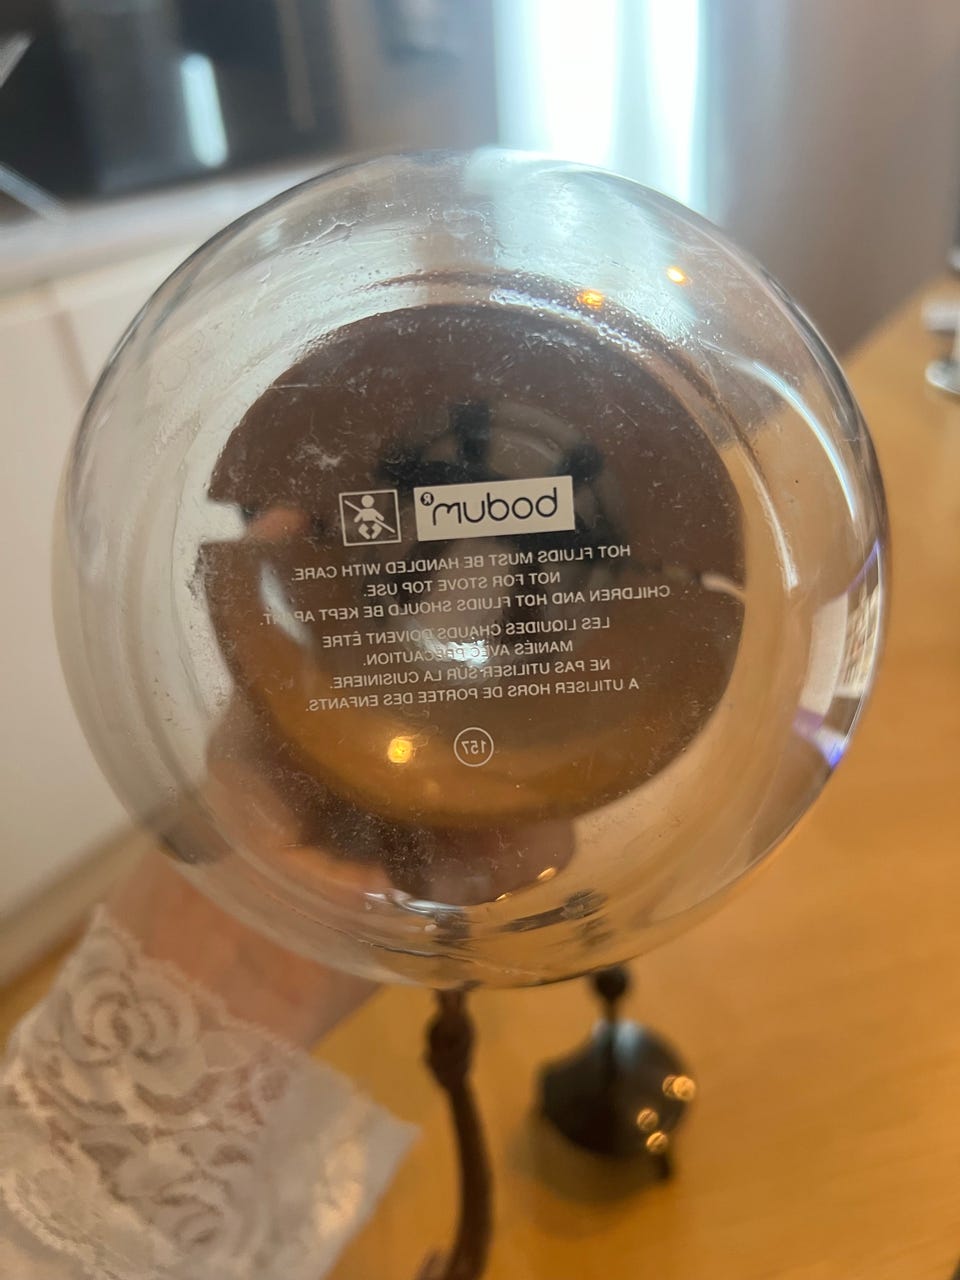 bodum®
HOT FLUIDS MUST BE HANDLED WITH CARE.
NOT FOR STOVE TOP USE.
CHILDREN AND HOT FLUIDS SHOULD BE KEPT APART.
LES LIQUIDES CHAUDS DOIVENT ÊTRE
MANIÉS AVEC PRÉCAUTION.
NE PAS UTILISER SUR LA CUISINIERE.
A UTILISER HORS DE PORTEE DES ENFANTS.
157